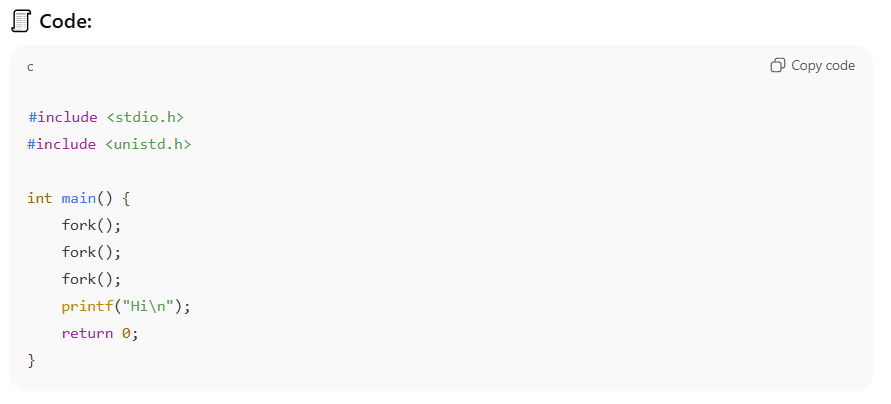 Code:
c
Copy code
#include <stdio.h>
#include <unistd.h>
int main() {
    fork();
    fork();
    fork();
    printf("Hi\n");
    return 0;
}